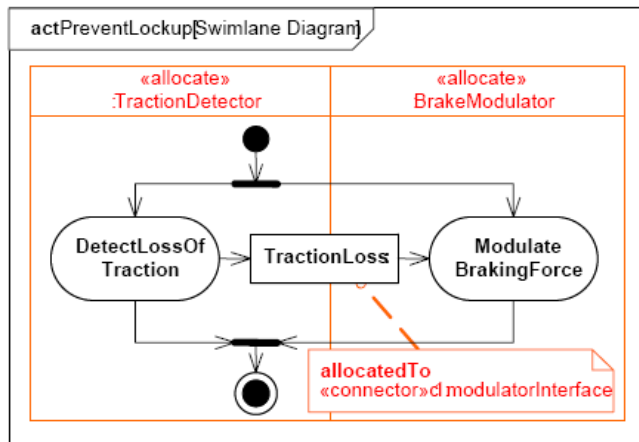 actPreventLockup[Swimlane Diagram]
«allocate»
:TractionDetector
«allocate»
BrakeModulator
DetectLossOf
Traction
TractionLoss:
Modulate
BrakingForce
allocatedTo
«connector»d:modulatorInterface